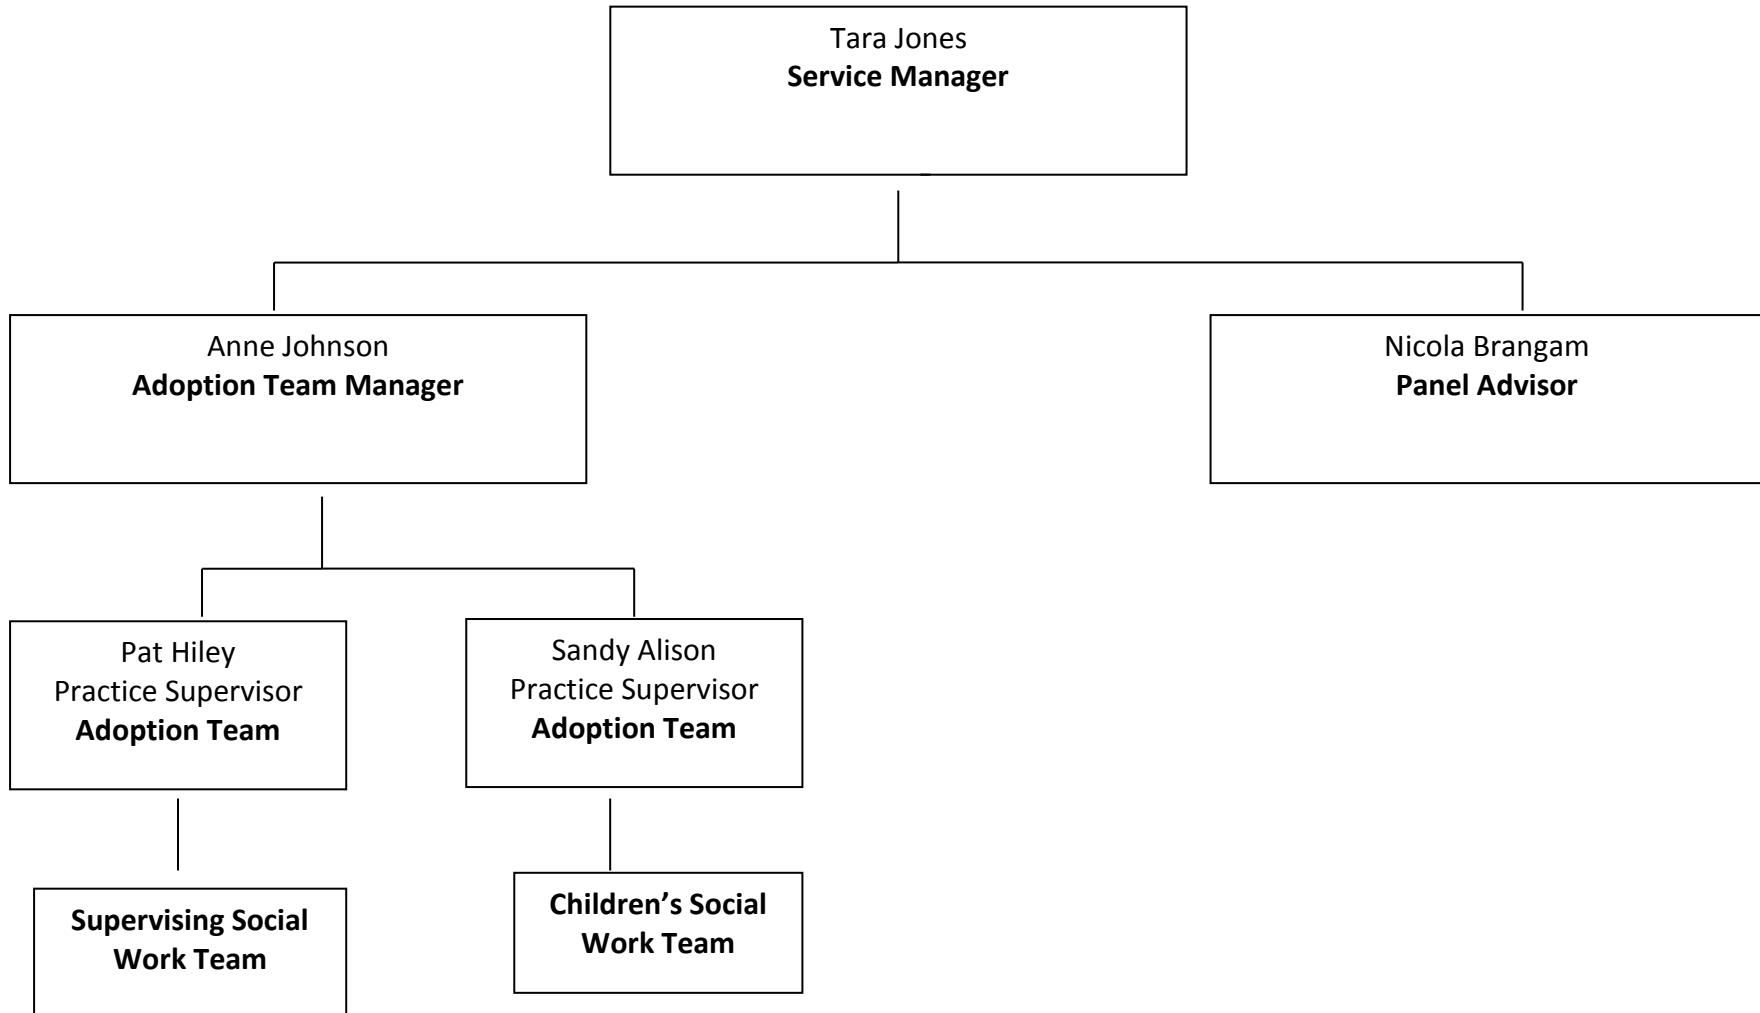 Tara Jones
Service Manager
Anne Johnson
Adoption Team Manager
Nicola Brangam
Panel Advisor
Pat Hiley
Practice Supervisor
Adoption Team
Sandy Alison
Practice Supervisor
Adoption Team
Supervising Social
Work Team
Children’s Social
Work Team